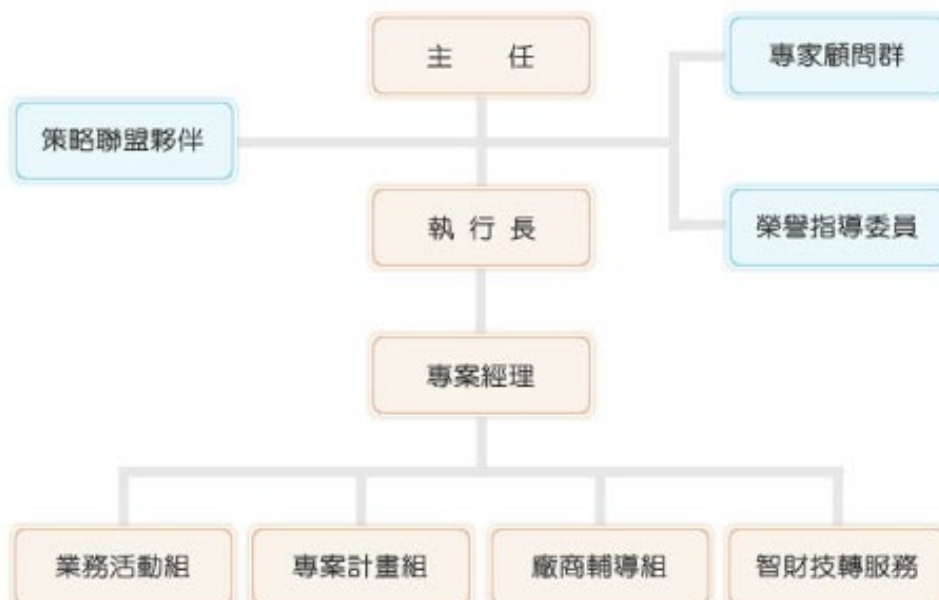 主 任
專家顧問群
策略聯盟夥伴
執行長
榮譽指導委員
專案經理
業務活動組
專案計畫組
廠商輔導組
智財技轉服務